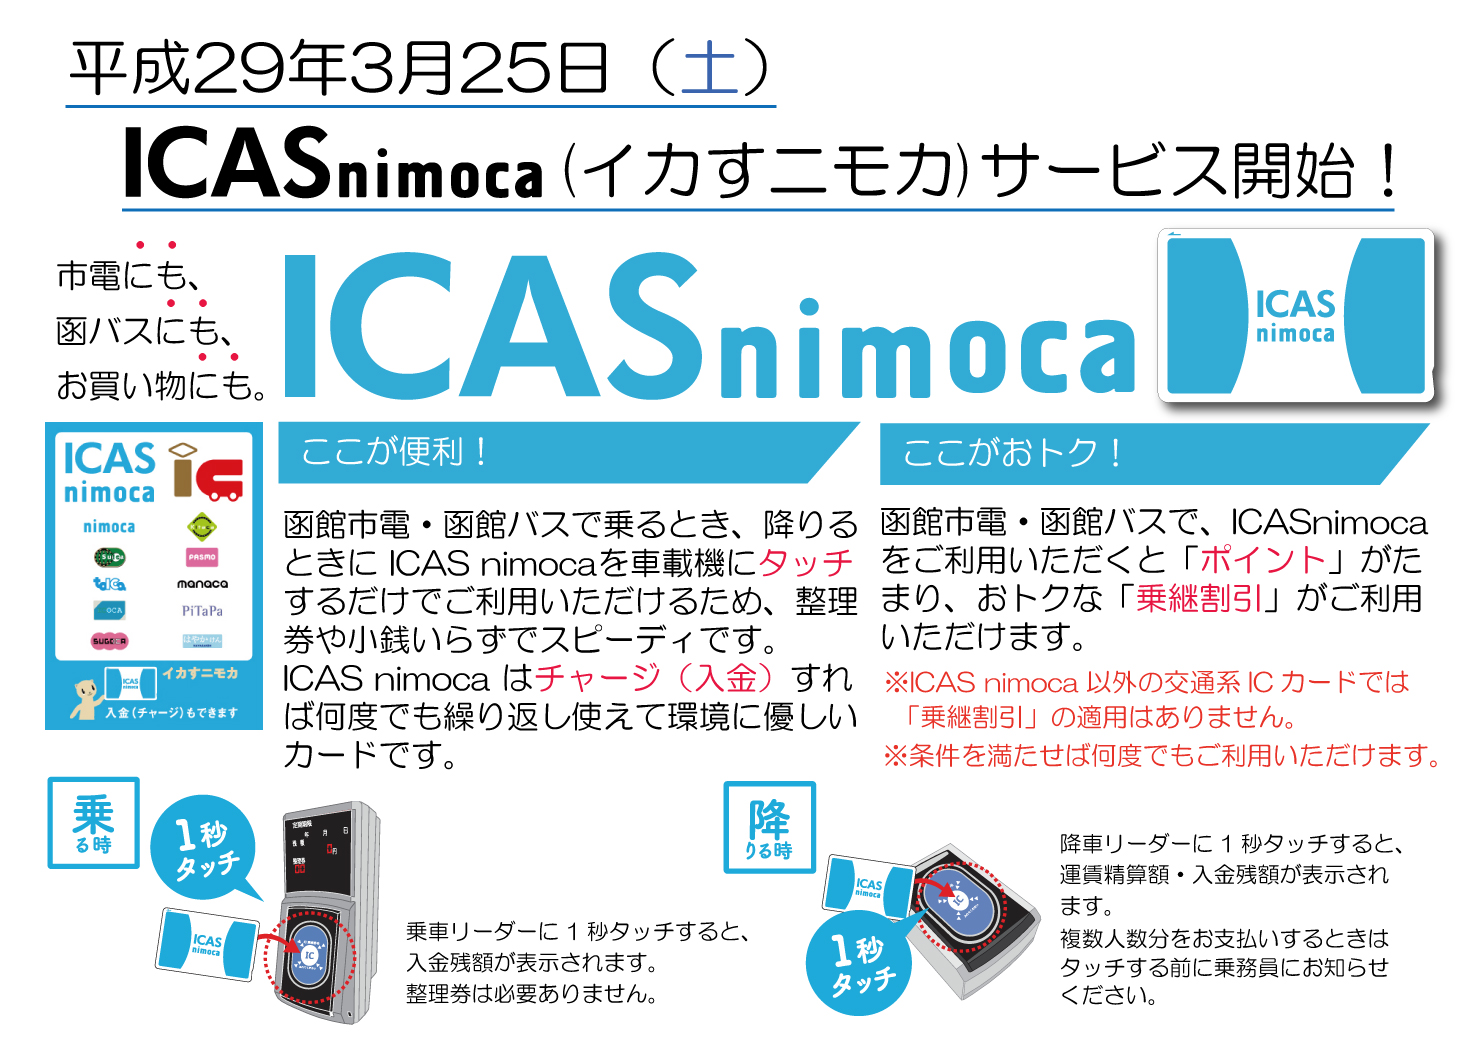 平成29年3月25日（土）
ICASnimoca(イカすニモカ)サービス開始！
市電にも、
函バスにも、
お買い物にも。
ICASnimoca
ICAS
nimoca
ICAS
nimoca
ic
nimoca
Suica
PASMO
toICa
manaca
ICOCA
PiTaPa
SUGOCA
はやかけん
ICAS
nimoca
イカすニモカ
入金（チャージ）もできます
ここが便利！
函館市電・函館バスで乗るとき、降りる
ときに ICAS nimocaを車載機にタッチ
するだけでご利用いただけるため、整理
券や小銭いらずでスピーディです。
ICAS nimoca はチャージ（入金）すれ
ば何度でも繰り返し使えて環境に優しい
カードです。
ここがおトク！
函館市電・函館バスで、ICASnimoca
をご利用いただくと「ポイント」がた
まり、おトクな「乗継割引」がご利用
いただけます。
※ICAS nimoca 以外の交通系 IC カードでは
「乗継割引」の適用はありません。
※条件を満たせば何度でもご利用いただけます。
乗
る時
1秒
タッチ
ICAS
nimoca
年 月 日
円
IC
乗車リーダーに 1 秒タッチすると、
入金残額が表示されます。
整理券は必要ありません。
降
りる時
ICAS
nimoca
IC
1秒
タッチ
降車リーダーに 1 秒タッチすると、
運賃精算額・入金残額が表示され
ます。
複数人数分をお支払いするときは
タッチする前に乗務員にお知らせ
ください。